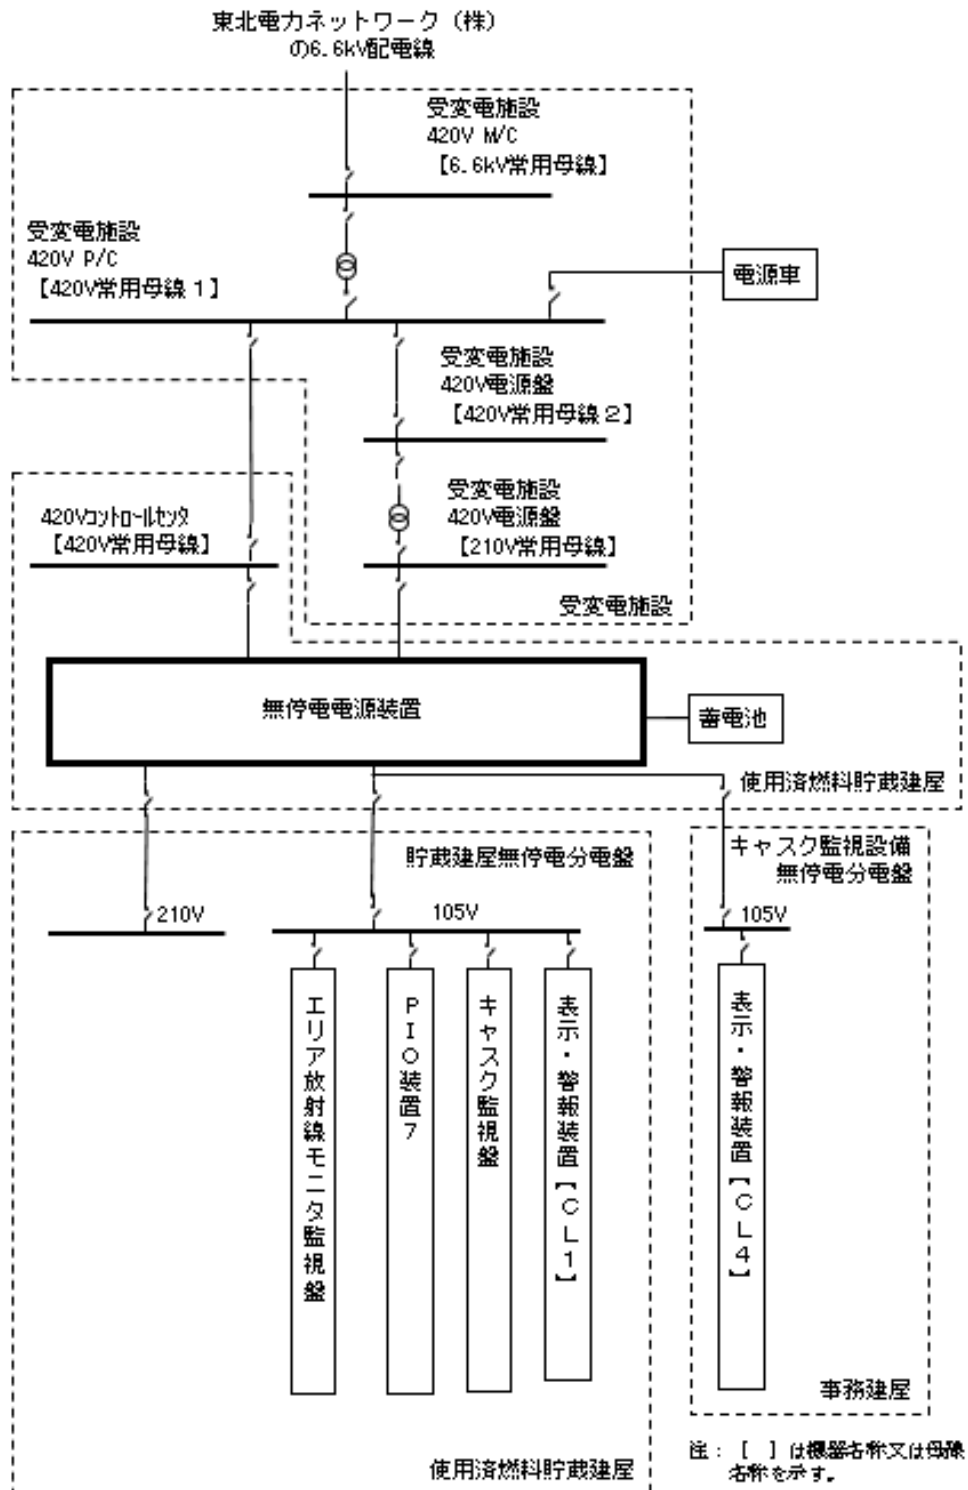 東北電力ネットワーク（株）
の6.6kV配電線
受変電施設
420V M/C
【6.6kV常用母線】
受変電施設
420V P/C
【420V常用母線１】
電源車
受変電施設
420V電源盤
【420V常用母線２】
受変電施設
420V電源盤
【210V常用母線】
420Vコントロールセンタ
【420V常用母線】
受変電施設
無停電電源装置
蓄電池
使用済燃料貯蔵建屋
貯蔵建屋無停電分電盤
キャスク監視設備
無停電分電盤
210V
105V
105V
エリア放射線モニタ監視盤
ＰＩＯ装置７
キャスク監視盤
表示・警報装置【ＣＬ１】
表示・警報装置【ＣＬ４】
事務建屋
使用済燃料貯蔵建屋
注：［　］は機器名称又は母線
名称を示す。